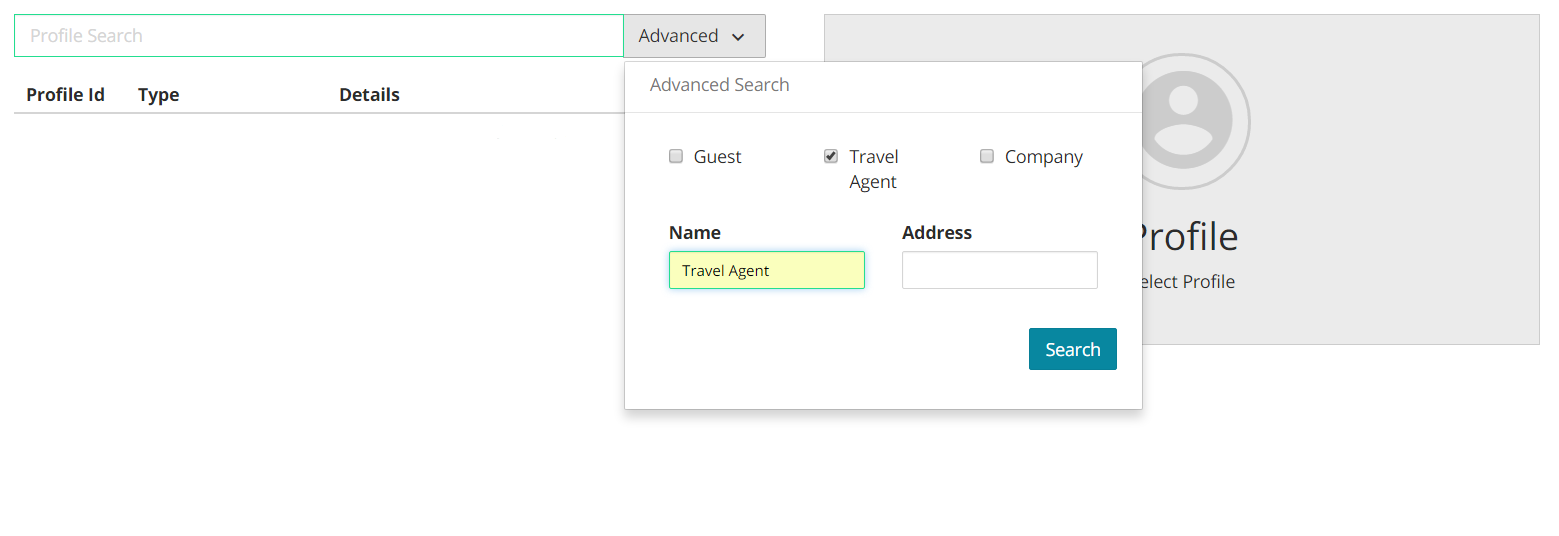 Profile Search
Advanced
Profile Id Type Details
Advanced Search
Guest
Travel
Agent
Company
Name
Address
Travel Agent
Search
Profile
elect Profile